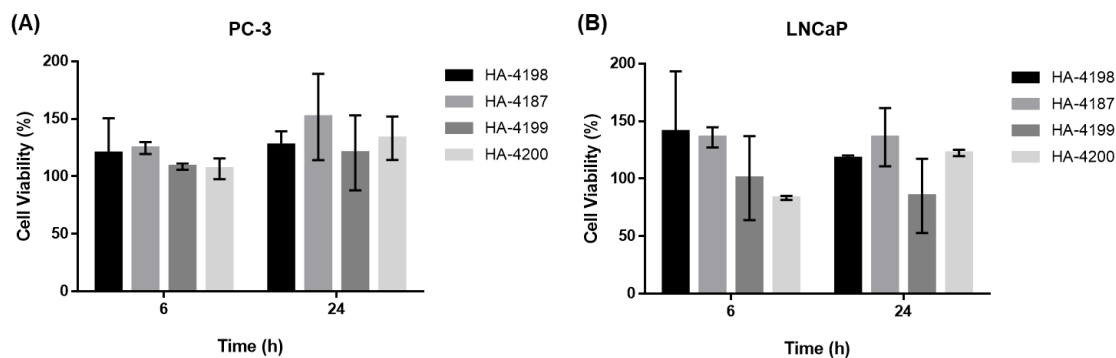 (A)
PC-3
Cell Viability (%)
200
150
100
50
0
6
24
Time (h)
HA-4198
HA-4187
HA-4199
HA-4200
(B)
LNCaP
Cell Viability (%)
200
150
100
50
0
6
24
Time (h)
HA-4198
HA-4187
HA-4199
HA-4200